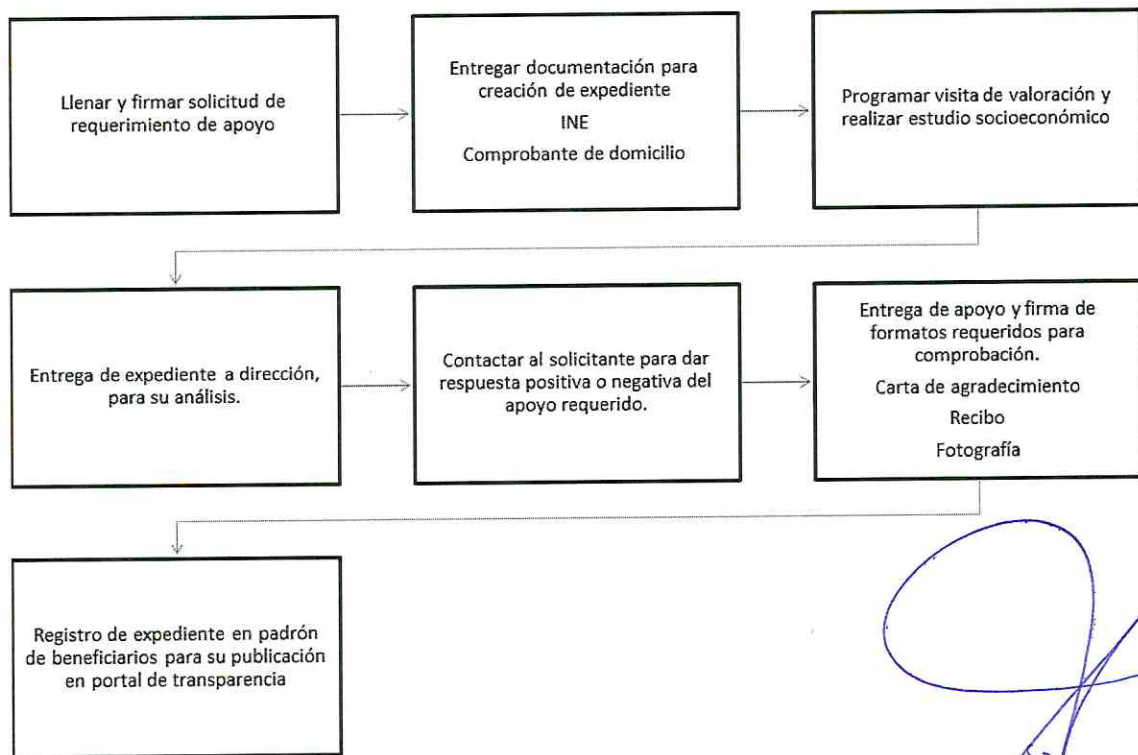 Llenar y firmar solicitud de
requerimiento de apoyo
Entregar documentación para
creación de expediente
INE
Comprobante de domicilio
Programar visita de valoración y
realizar estudio socioeconómico
Entrega de expediente a dirección,
para su análisis.
Contactar al solicitante para dar
respuesta positiva o negativa del
apoyo requerido.
Entrega de apoyo y firma de
formatos requeridos para
comprobación.
Carta de agradecimiento
Recibo
Fotografía
Registro de expediente en padrón
de beneficiarios para su publicación
en portal de transparencia